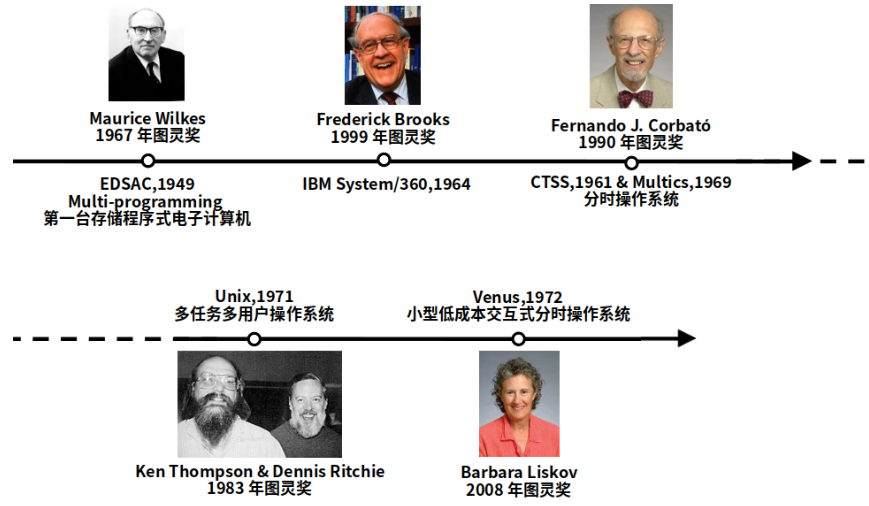 Maurice Wilkes
1967 年图灵奖
Frederick Brooks
1999 年图灵奖
Fernando J. Corbató
1990 年图灵奖
EDSAC,1949
Multi-programming
第一台存储程序式电子计算机
IBM System/360,1964
CTSS,1961 & Multics,1969
分时操作系统
Unix,1971
多任务多用户操作系统
Venus,1972
小型低成本交互式分时操作系统
Ken Thompson & Dennis Ritchie
1983 年图灵奖
Barbara Liskov
2008 年图灵奖